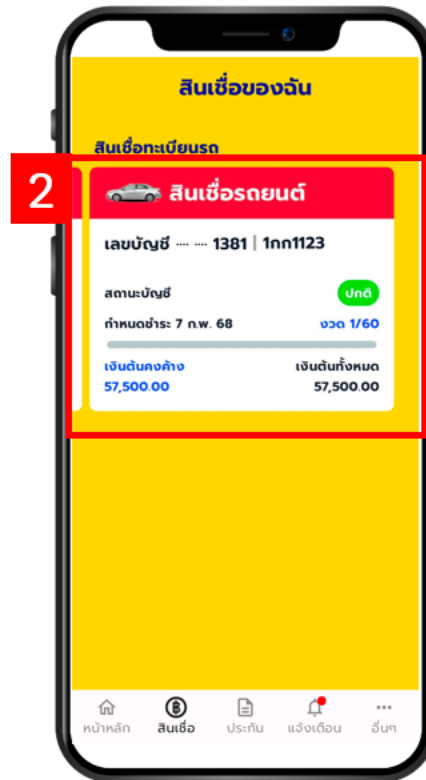 สินเชื่อของฉัน
สินเชื่อทะเบียนรถ
2
สินเชื่อรถยนต์
เลขบัญชี ---- ---- 1381 | 1กก1123
สถานะบัญชี ปกติ
กำหนดชำระ 7 ก.พ. 68 งวด 1/60
เงินต้นคงค้าง เงินต้นทั้งหมด
57,500.00 57,500.00
หน้าหลัก สินเชื่อ ประกัน แจ้งเตือน อื่นๆ